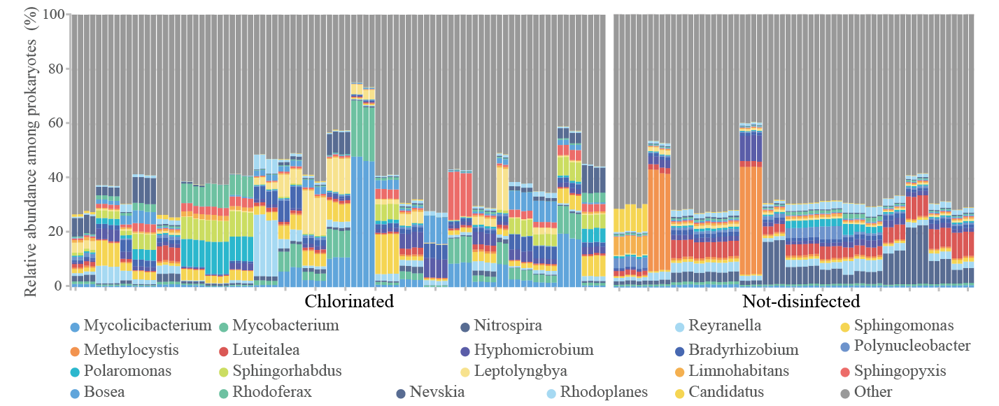 Relative abundance among prokaryotes (%)
100
80
60
40
20
0
Chlorinated Not-disinfected
Mycolicibacterium Mycobacterium Nitrospira Reyranella Sphingomonas
Methylocystis Luteitalea Hyphomicrobium Bradyrhizobium Polynucleobacter
Polaromonas Sphingorhabdus Leptolyngbya Limnohabitans Sphingopyxis
Bosea Rhodoferax Nevskia Rhodoplanes Candidatus Other